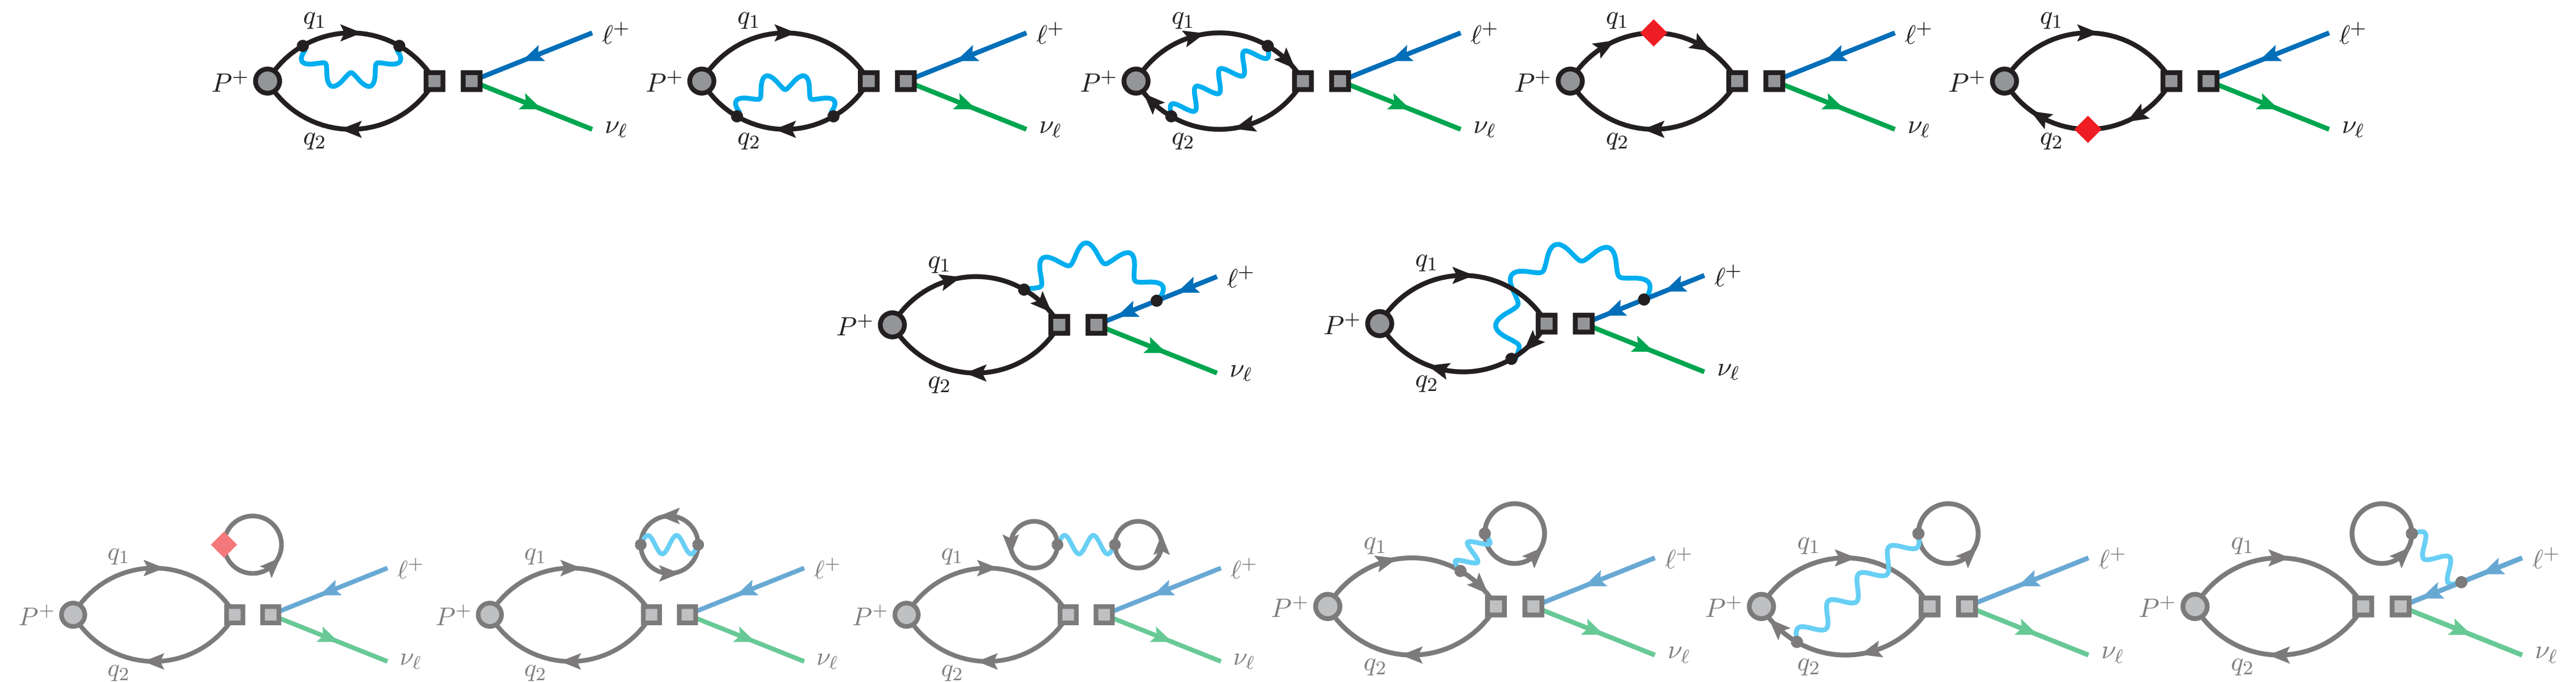 q₁ q₁ q₁ q₁ q₁
ℓ⁺ ℓ⁺ ℓ⁺ ℓ⁺ ℓ⁺
P⁺ P⁺ P⁺ P⁺ P⁺
q₂ q₂ q₂ q₂ q₂
νℓ νℓ νℓ νℓ νℓ
q₁ q₁
ℓ⁺ ℓ⁺
P⁺ P⁺
q₂ q₂
νℓ νℓ
q₁ q₁ q₁ q₁ q₁ q₁
ℓ⁺ ℓ⁺ ℓ⁺ ℓ⁺ ℓ⁺ ℓ⁺
P⁺ P⁺ P⁺ P⁺ P⁺ P⁺
q₂ q₂ q₂ q₂ q₂ q₂
νℓ νℓ νℓ νℓ νℓ νℓ